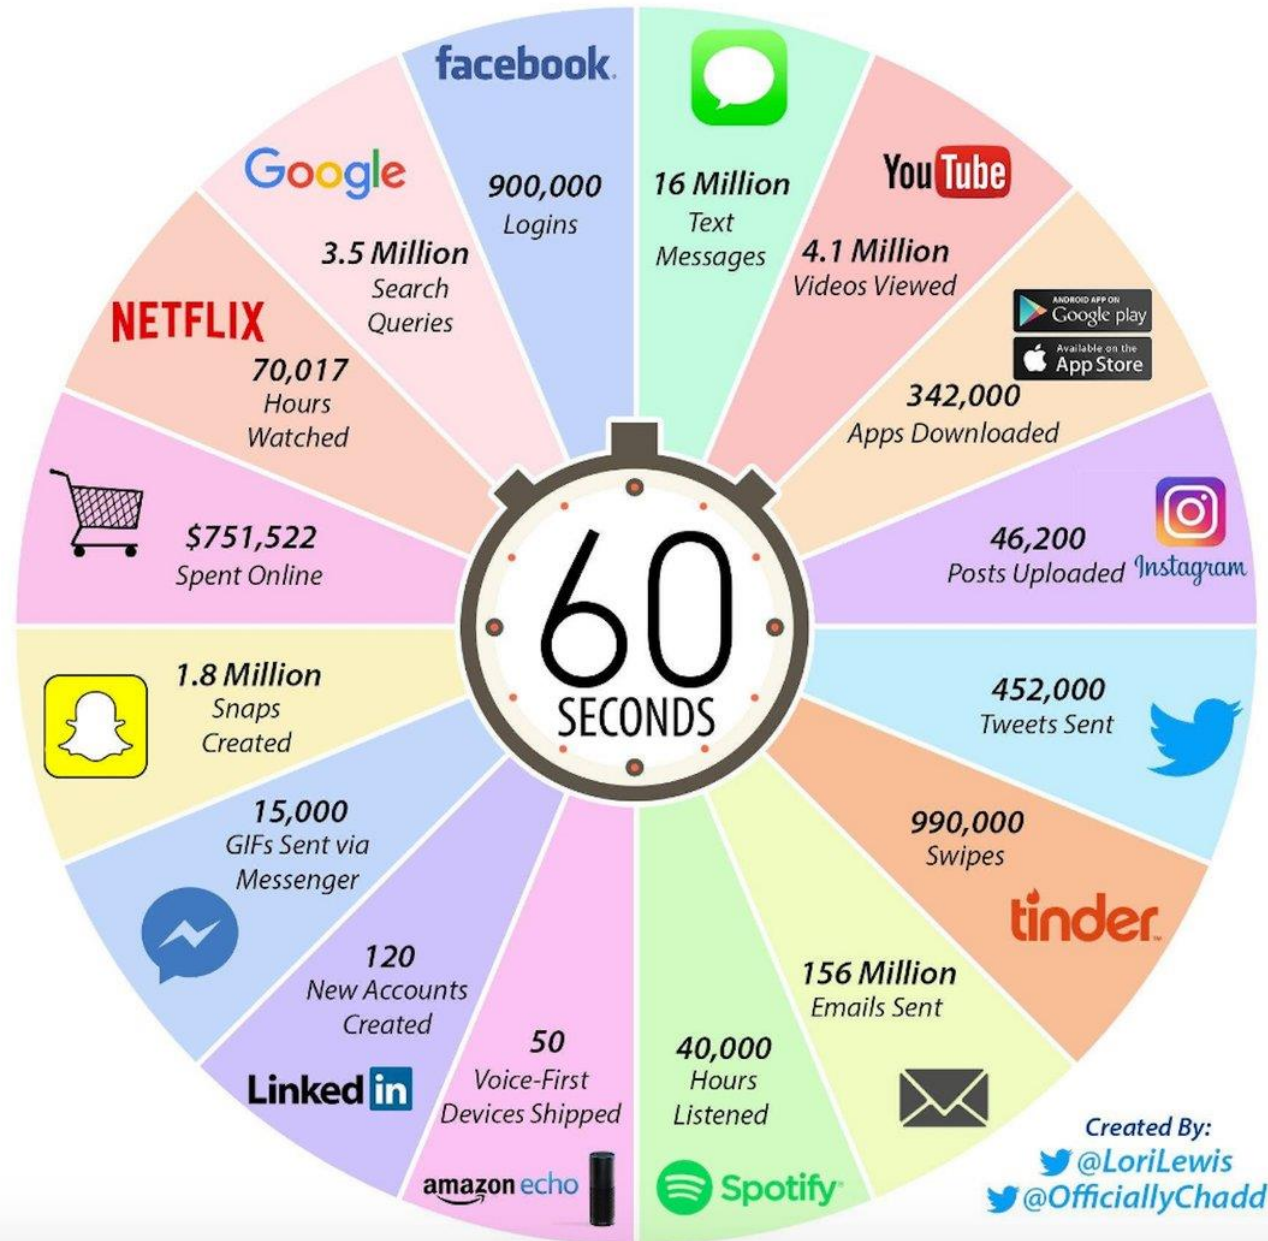 facebook
900,000
Logins
16 Million
Text
Messages
YouTube
4.1 Million
Videos Viewed
ANDROID APP ON
Google play
Available on the
App Store
342,000
Apps Downloaded
46,200
Posts Uploaded
Instagram
452,000
Tweets Sent
990,000
Swipes
tinder
156 Million
Emails Sent
40,000
Hours
Listened
Spotify
50
Voice-First
Devices Shipped
amazon echo
120
New Accounts
Created
Linked in
15,000
GIFs Sent via
Messenger
1.8 Million
Snaps
Created
$751,522
Spent Online
NETFLIX
70,017
Hours
Watched
Google
3.5 Million
Search
Queries
60
SECONDS
Created By:
@LoriLewis
@OfficiallyChadd